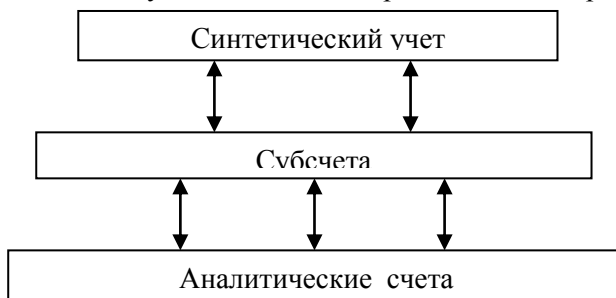 Синтетический учет
Субсчета
Аналитические счета